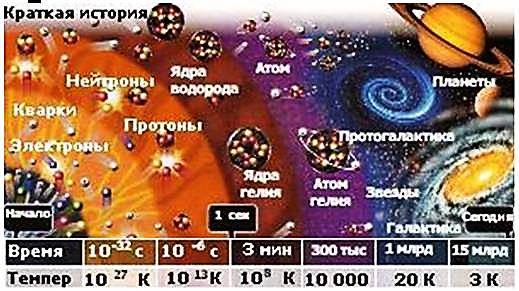 Краткая история
Нейтроны
Ядра
водорода
Атом
Планеты
Кварки
Протоны
Электроны
Протогалактика
Ядра
гелия
Атом
гелия
Звезды
Галактика
Начало
1 сек
Сегодня
Время 10⁻³² с 10⁻⁶ с 3 мин 300 тыс 1 млрд 15 млрд
Темпер 10²⁷ К 10¹³ К 10⁸ К 10 000 20 К 3 К